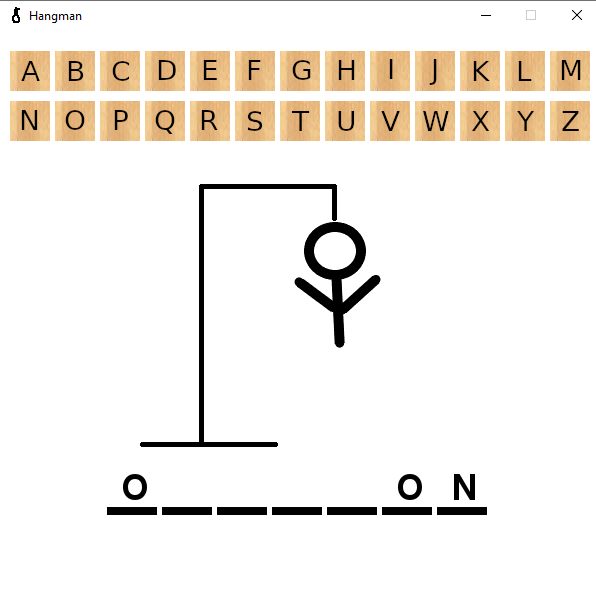 Hangman
A B C D E F G H I J K L M
N O P Q R S T U V W X Y Z
O _ _ _ _ O N